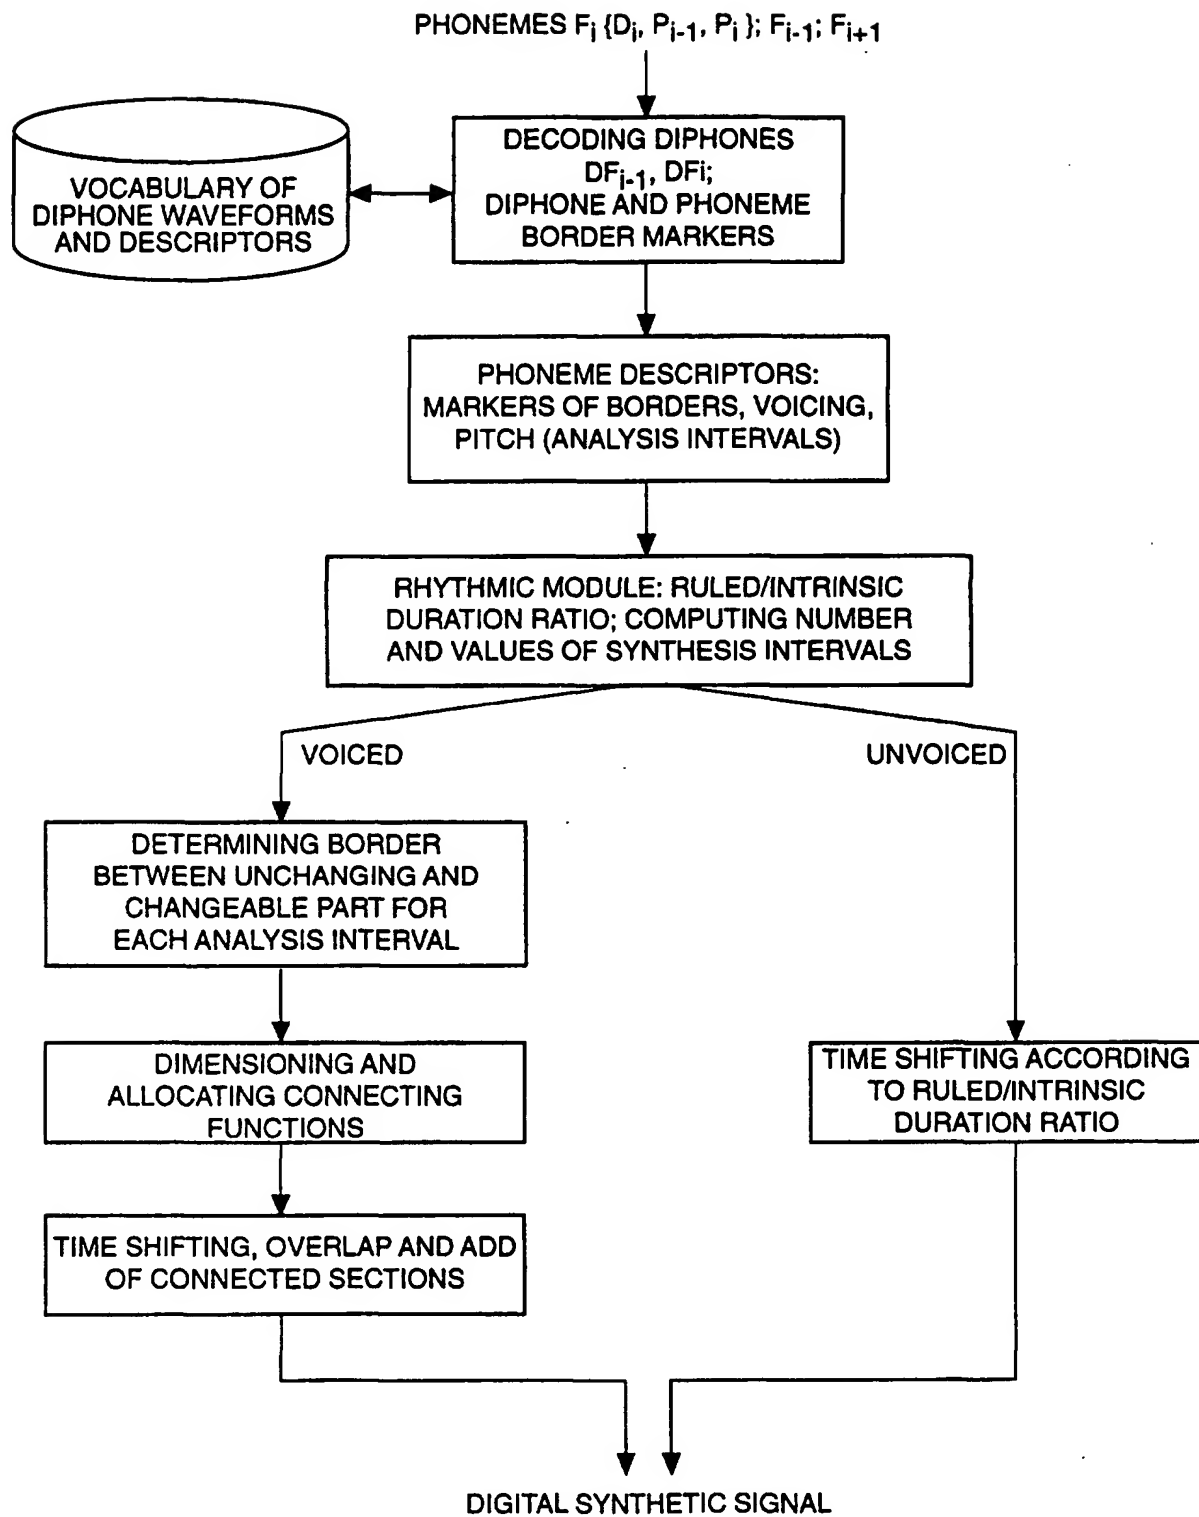 PHONEMES Fi {Di, Pi-1, Pi }; Fi-1; Fi+1
VOCABULARY OF
DIPHONE WAVEFORMS
AND DESCRIPTORS
DECODING DIPHONES
DFi-1, DFi;
DIPHONE AND PHONEME
BORDER MARKERS
PHONEME DESCRIPTORS:
MARKERS OF BORDERS, VOICING,
PITCH (ANALYSIS INTERVALS)
RHYTHMIC MODULE: RULED/INTRINSIC
DURATION RATIO; COMPUTING NUMBER
AND VALUES OF SYNTHESIS INTERVALS
VOICED
UNVOICED
DETERMINING BORDER
BETWEEN UNCHANGING AND
CHANGEABLE PART FOR
EACH ANALYSIS INTERVAL
DIMENSIONING AND
ALLOCATING CONNECTING
FUNCTIONS
TIME SHIFTING ACCORDING
TO RULED/INTRINSIC
DURATION RATIO
TIME SHIFTING, OVERLAP AND ADD
OF CONNECTED SECTIONS
DIGITAL SYNTHETIC SIGNAL